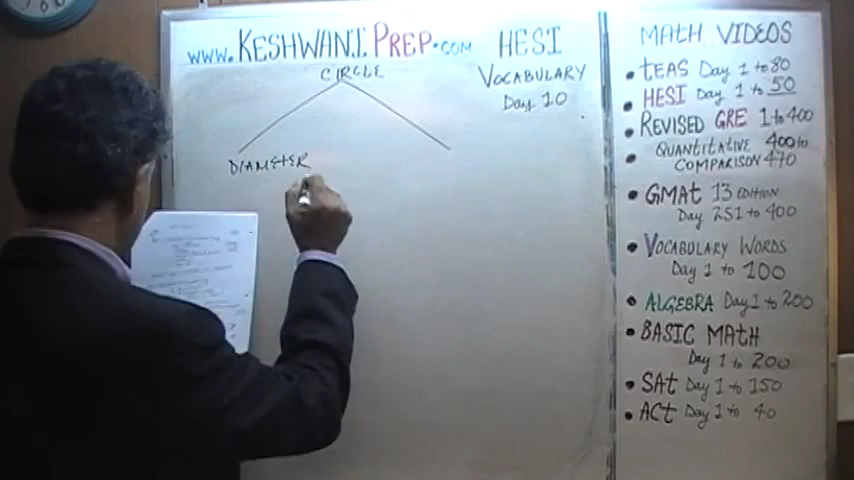 www.KESHWANIPREP.COM
HESI
VOCABULARY
Day 10
CIRCLE
DIAMETER
MATH VIDEOS
• TEAS Day 1 to 80
• HESI Day 1 to 50
• REVISED GRE 1 to 400
• QUANTITATIVE 400 to
COMPARISON 470
• GMAT 13 EDITION
Day 251 to 400
• VOCABULARY WORDS
Day 1 to 100
• ALGEBRA Day 1 to 200
• BASIC MATH
Day 1 to 200
• SAT Day 1 to 150
• ACT Day 1 to 40